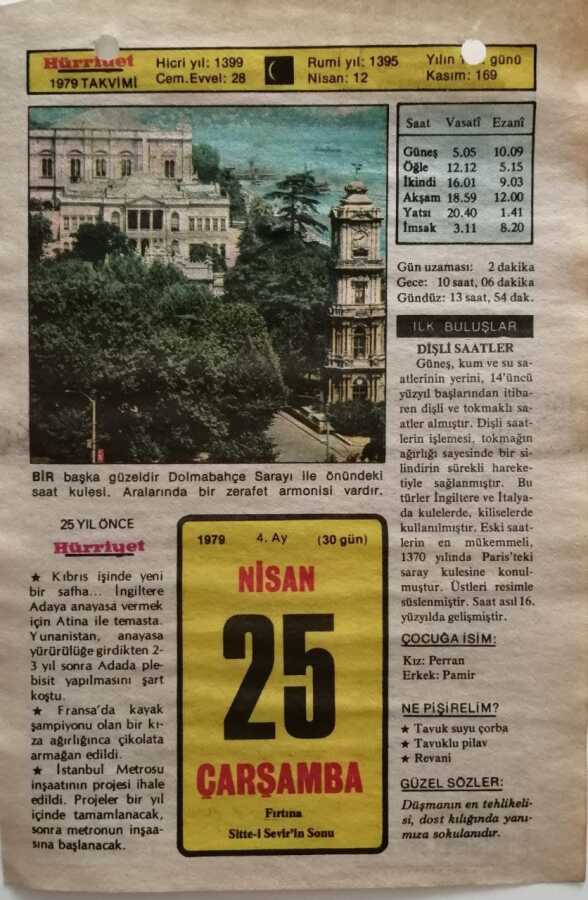 Hürriyet
1979 TAKVİMİ
Hicri yıl: 1399
Cem.Evvel: 28
Rumi yıl: 1395
Nisan: 12
Yılın günü
Kasım: 169
Saat Vasatî Ezanî
Güneş 5.05 10.09
Öğle 12.12 5.15
İkindi 16.01 9.03
Akşam 18.59 12.00
Yatsı 20.40 1.41
İmsak 3.11 8.20
Gün uzaması: 2 dakika
Gece: 10 saat, 06 dakika
Gündüz: 13 saat, 54 dak.
BİR başka güzeldir Dolmabahçe Sarayı ile önündeki
saat kulesi. Aralarında bir zerafet armonisi vardır.
25 YIL ÖNCE
Hürriyet
★ Kıbrıs işinde yeni
bir safha... İngiltere
Adaya anayasa vermek
için Atina ile temasta.
Yunanistan, anayasa
yürürülüğe girdikten 2-
3 yıl sonra Adada ple-
bisit yapılmasını şart
koştu.
★ Fransa'da kayak
şampiyonu olan bir kı-
za ağırlığınca çikolata
armağan edildi.
★ İstanbul Metrosu
inşaatının projesi ihale
edildi. Projeler bir yıl
içinde tamamlanacak,
sonra metronun inşaa-
sına başlanacak.
1979 4. Ay (30 gün)
NİSAN
25
ÇARŞAMBA
Fırtına
Sitte-i Sevir'in Sonu
İLK BULUŞLAR
DİŞLİ SAATLER
Güneş, kum ve su sa-
atlerinin yerini, 14'üncü
yüzyıl başlarından itiba-
ren dişli ve tokmaklı sa-
atler almıştır. Dişli saat-
lerin işlemesi, tokmağın
ağırlığı sayesinde bir si-
lindirin sürekli hareke-
tiyle sağlanmıştır. Bu
türler İngiltere ve İtalya-
da kulelerde, kiliselerde
kullanılmıştır. Eski saat-
lerin en mükemmeli,
1370 yılında Paris'teki
saray kulesine konul-
muştur. Üstleri resimle
süslenmiştir. Saat asıl 16.
yüzyılda gelişmiştir.
ÇOCUĞA İSİM:
Kız: Perran
Erkek: Pamir
NE PİŞİRELİM?
★ Tavuk suyu çorba
★ Tavuklu pilav
★ Revani
GÜZEL SÖZLER:
Düşmanın en tehlikeli-
si, dost kılığında yanı-
mıza sokulanıdır.